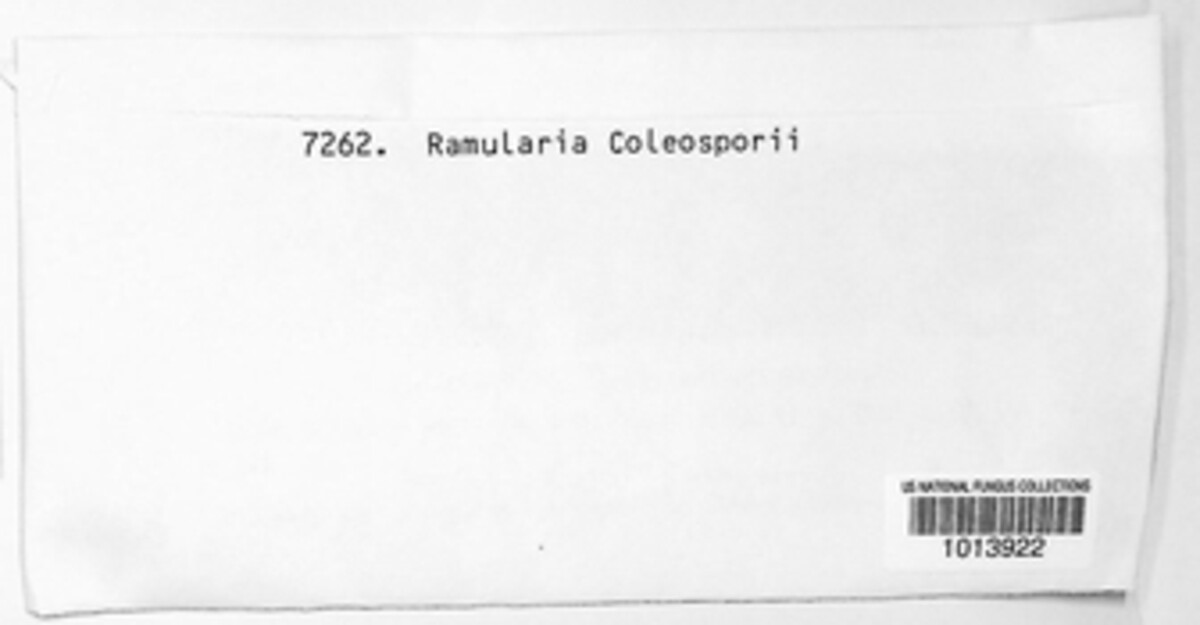 7262. Ramularia Coleosporii
US NATIONAL FUNGUS COLLECTIONS
1013922